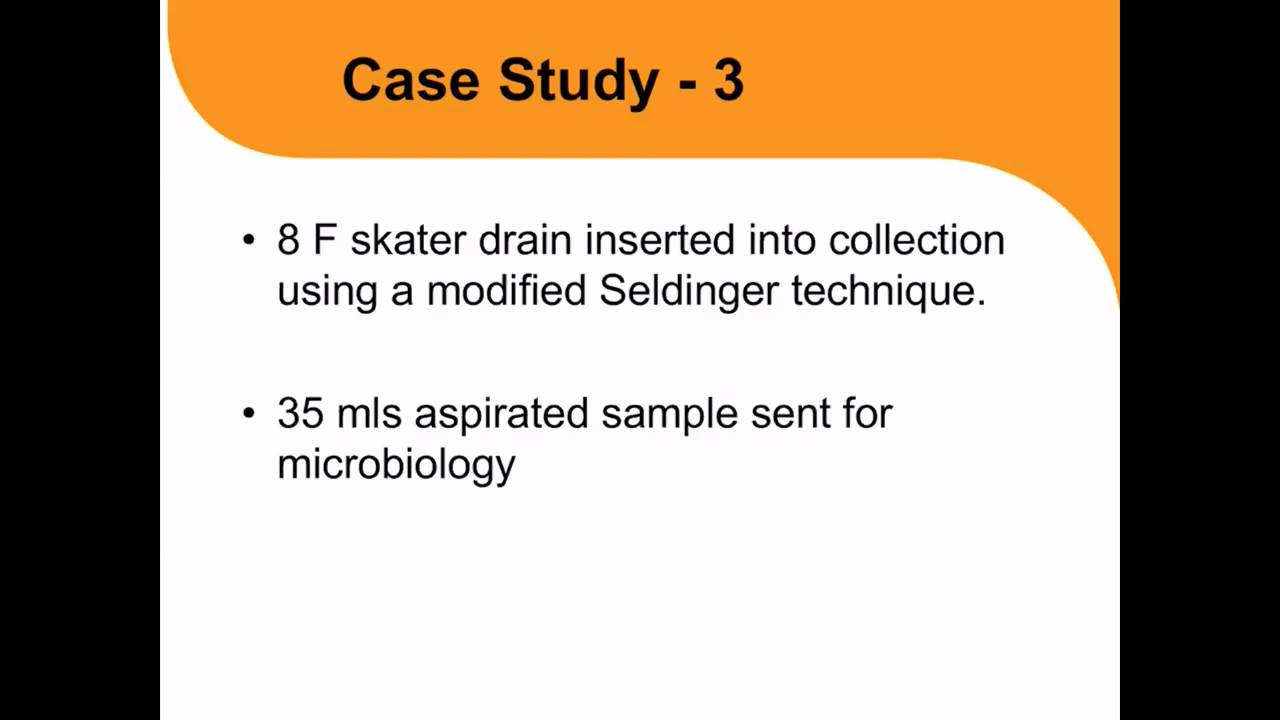 Case Study - 3
• 8 F skater drain inserted into collection
using a modified Seldinger technique.
• 35 mls aspirated sample sent for
microbiology